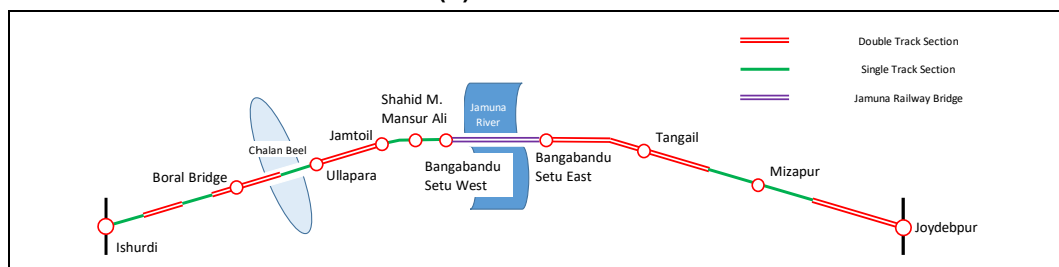 Double Track Section
Single Track Section
Jamuna Railway Bridge
Shahid M.
Mansur Ali
Jamuna
River
Jamtoil
Tangail
Chalan Beel
Bangabandu
Setu West
Bangabandu
Setu East
Ullapara
Boral Bridge
Mizapur
Ishurdi
Joydebpur